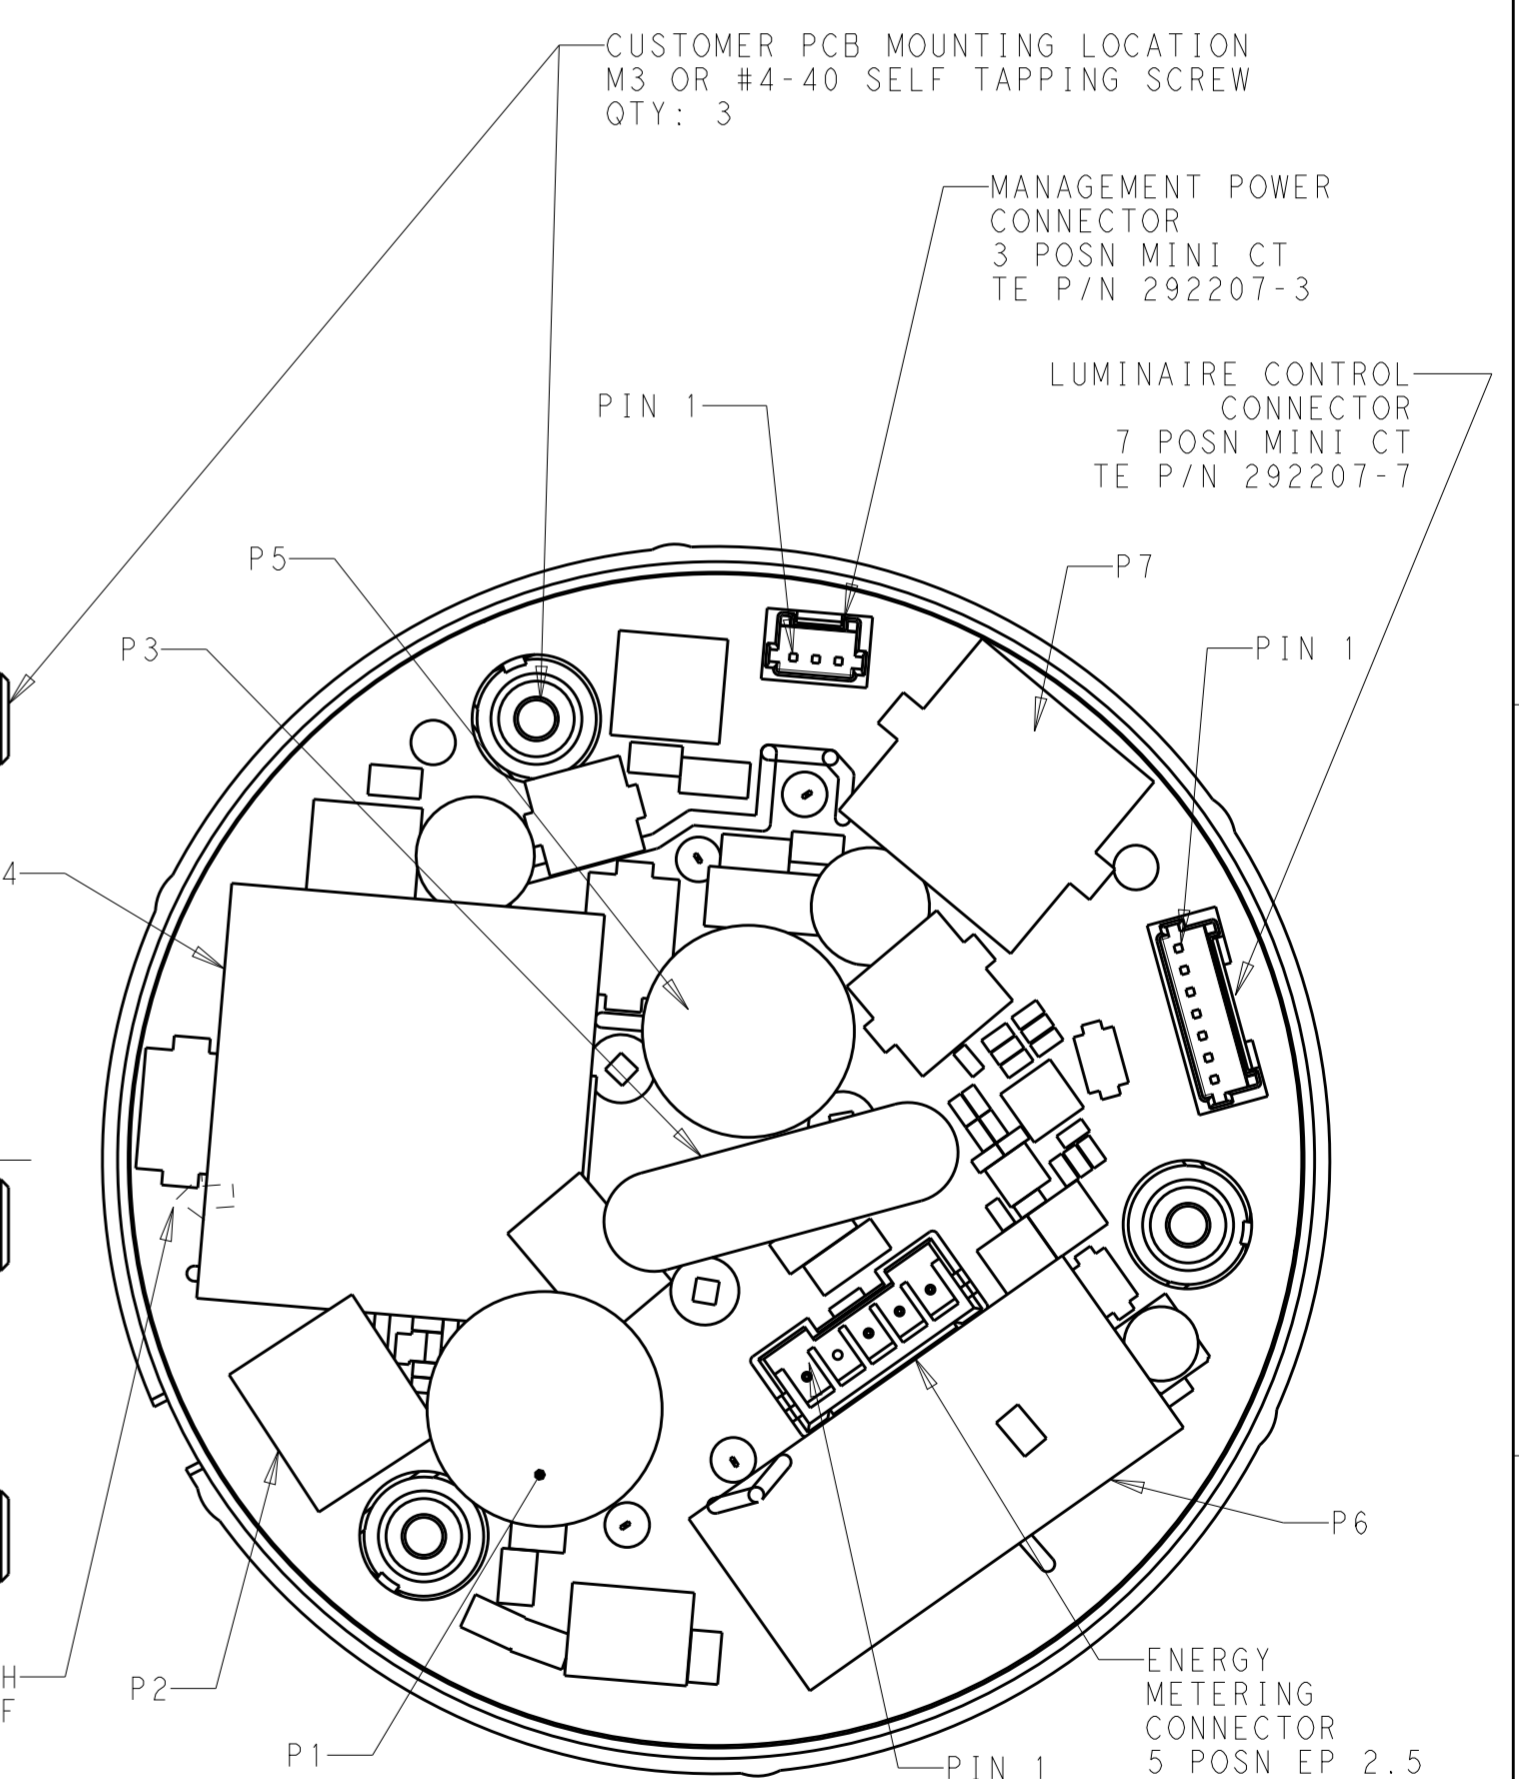 CUSTOMER PCB MOUNTING LOCATION
M3 OR #4-40 SELF TAPPING SCREW
QTY: 3
MANAGEMENT POWER
CONNECTOR
3 POSN MINI CT
TE P/N 292207-3
LUMINAIRE CONTROL
CONNECTOR
7 POSN MINI CT
TE P/N 292207-7
PIN 1
P5
P7
P3
PIN 1
4
P6
H
F
P2
P1
ENERGY
METERING
CONNECTOR
5 POSN EP 2.5
PIN 1